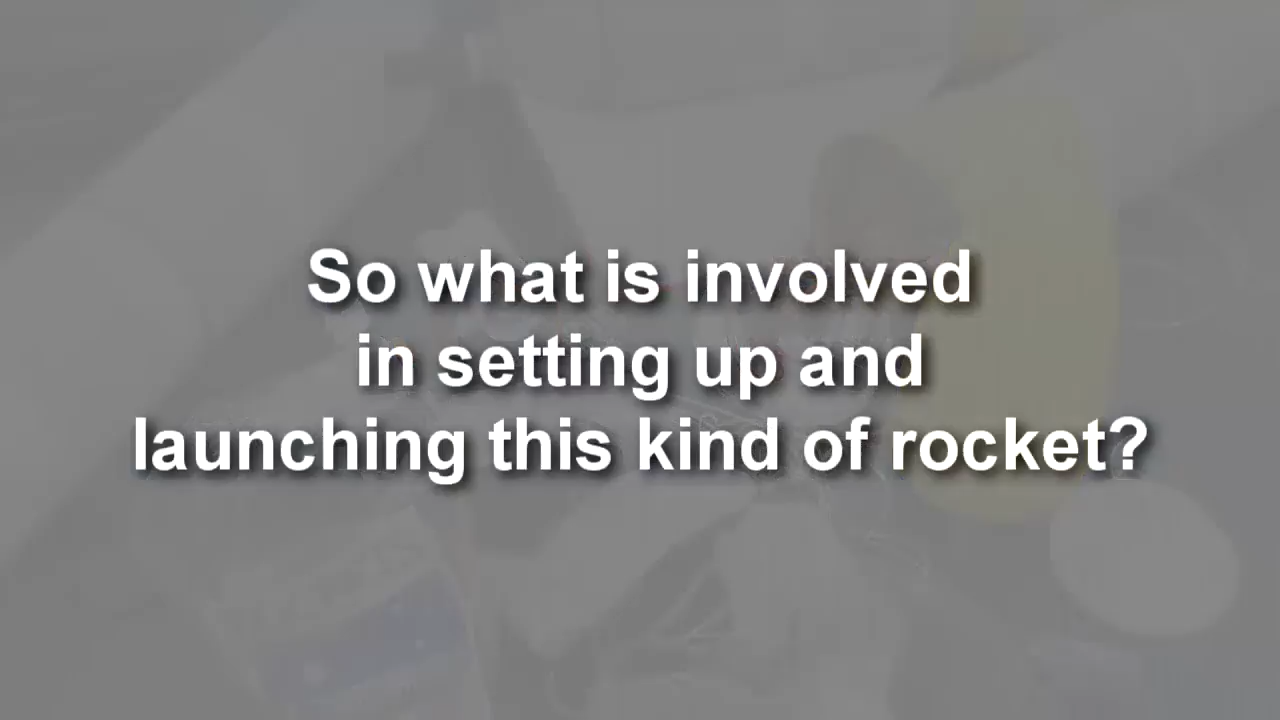 So what is involved
in setting up and
launching this kind of rocket?